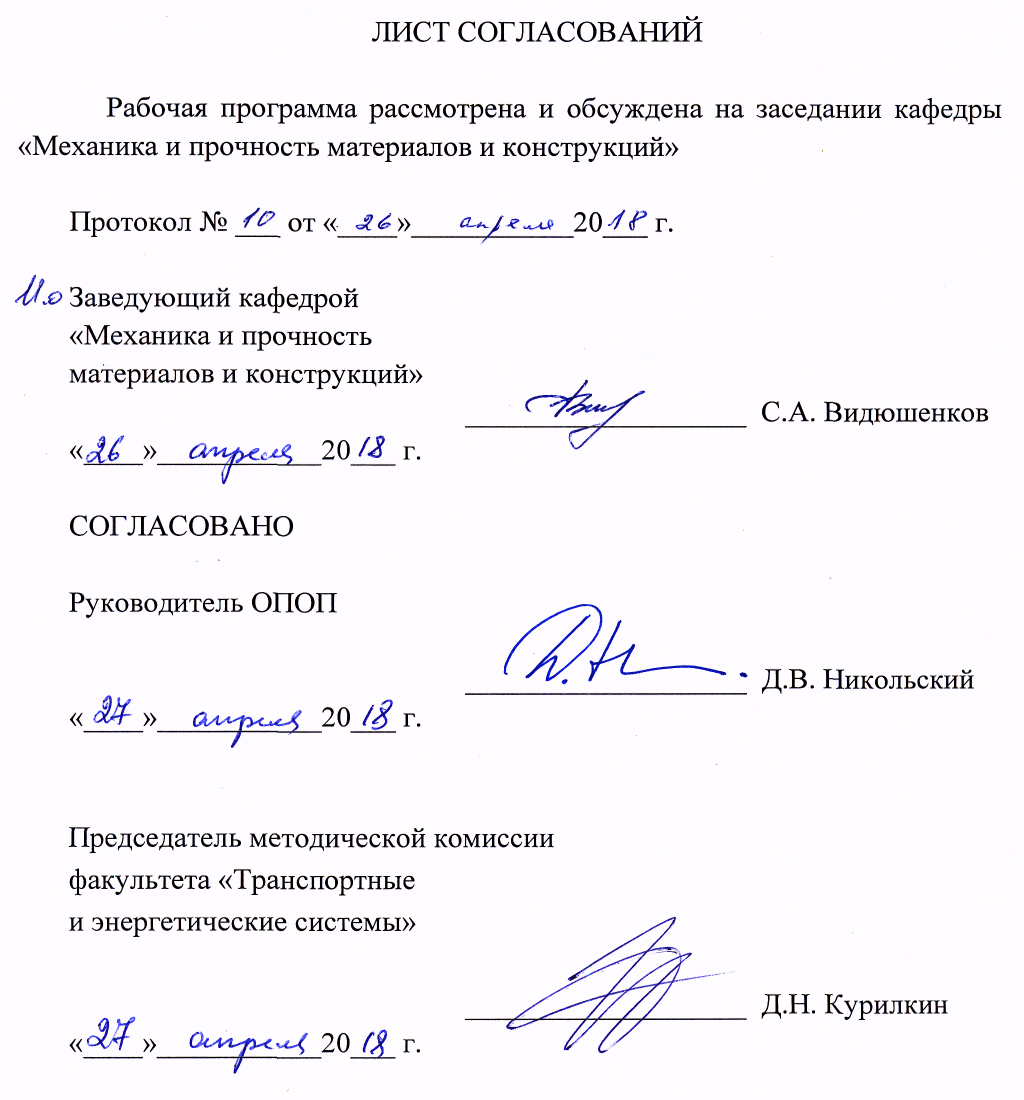 ЛИСТ СОГЛАСОВАНИЙ
Рабочая программа рассмотрена и обсуждена на заседании кафедры
«Механика и прочность материалов и конструкций»
Протокол № 10 от «26» апреля 2018 г.
И.о Заведующий кафедрой
«Механика и прочность
материалов и конструкций»
С.А. Видюшенков
«26» апреля 2018 г.
СОГЛАСОВАНО
Руководитель ОПОП
Д.В. Никольский
«27» апреля 2018 г.
Председатель методической комиссии
факультета «Транспортные
и энергетические системы»
Д.Н. Курилкин
«27» апреля 2018 г.